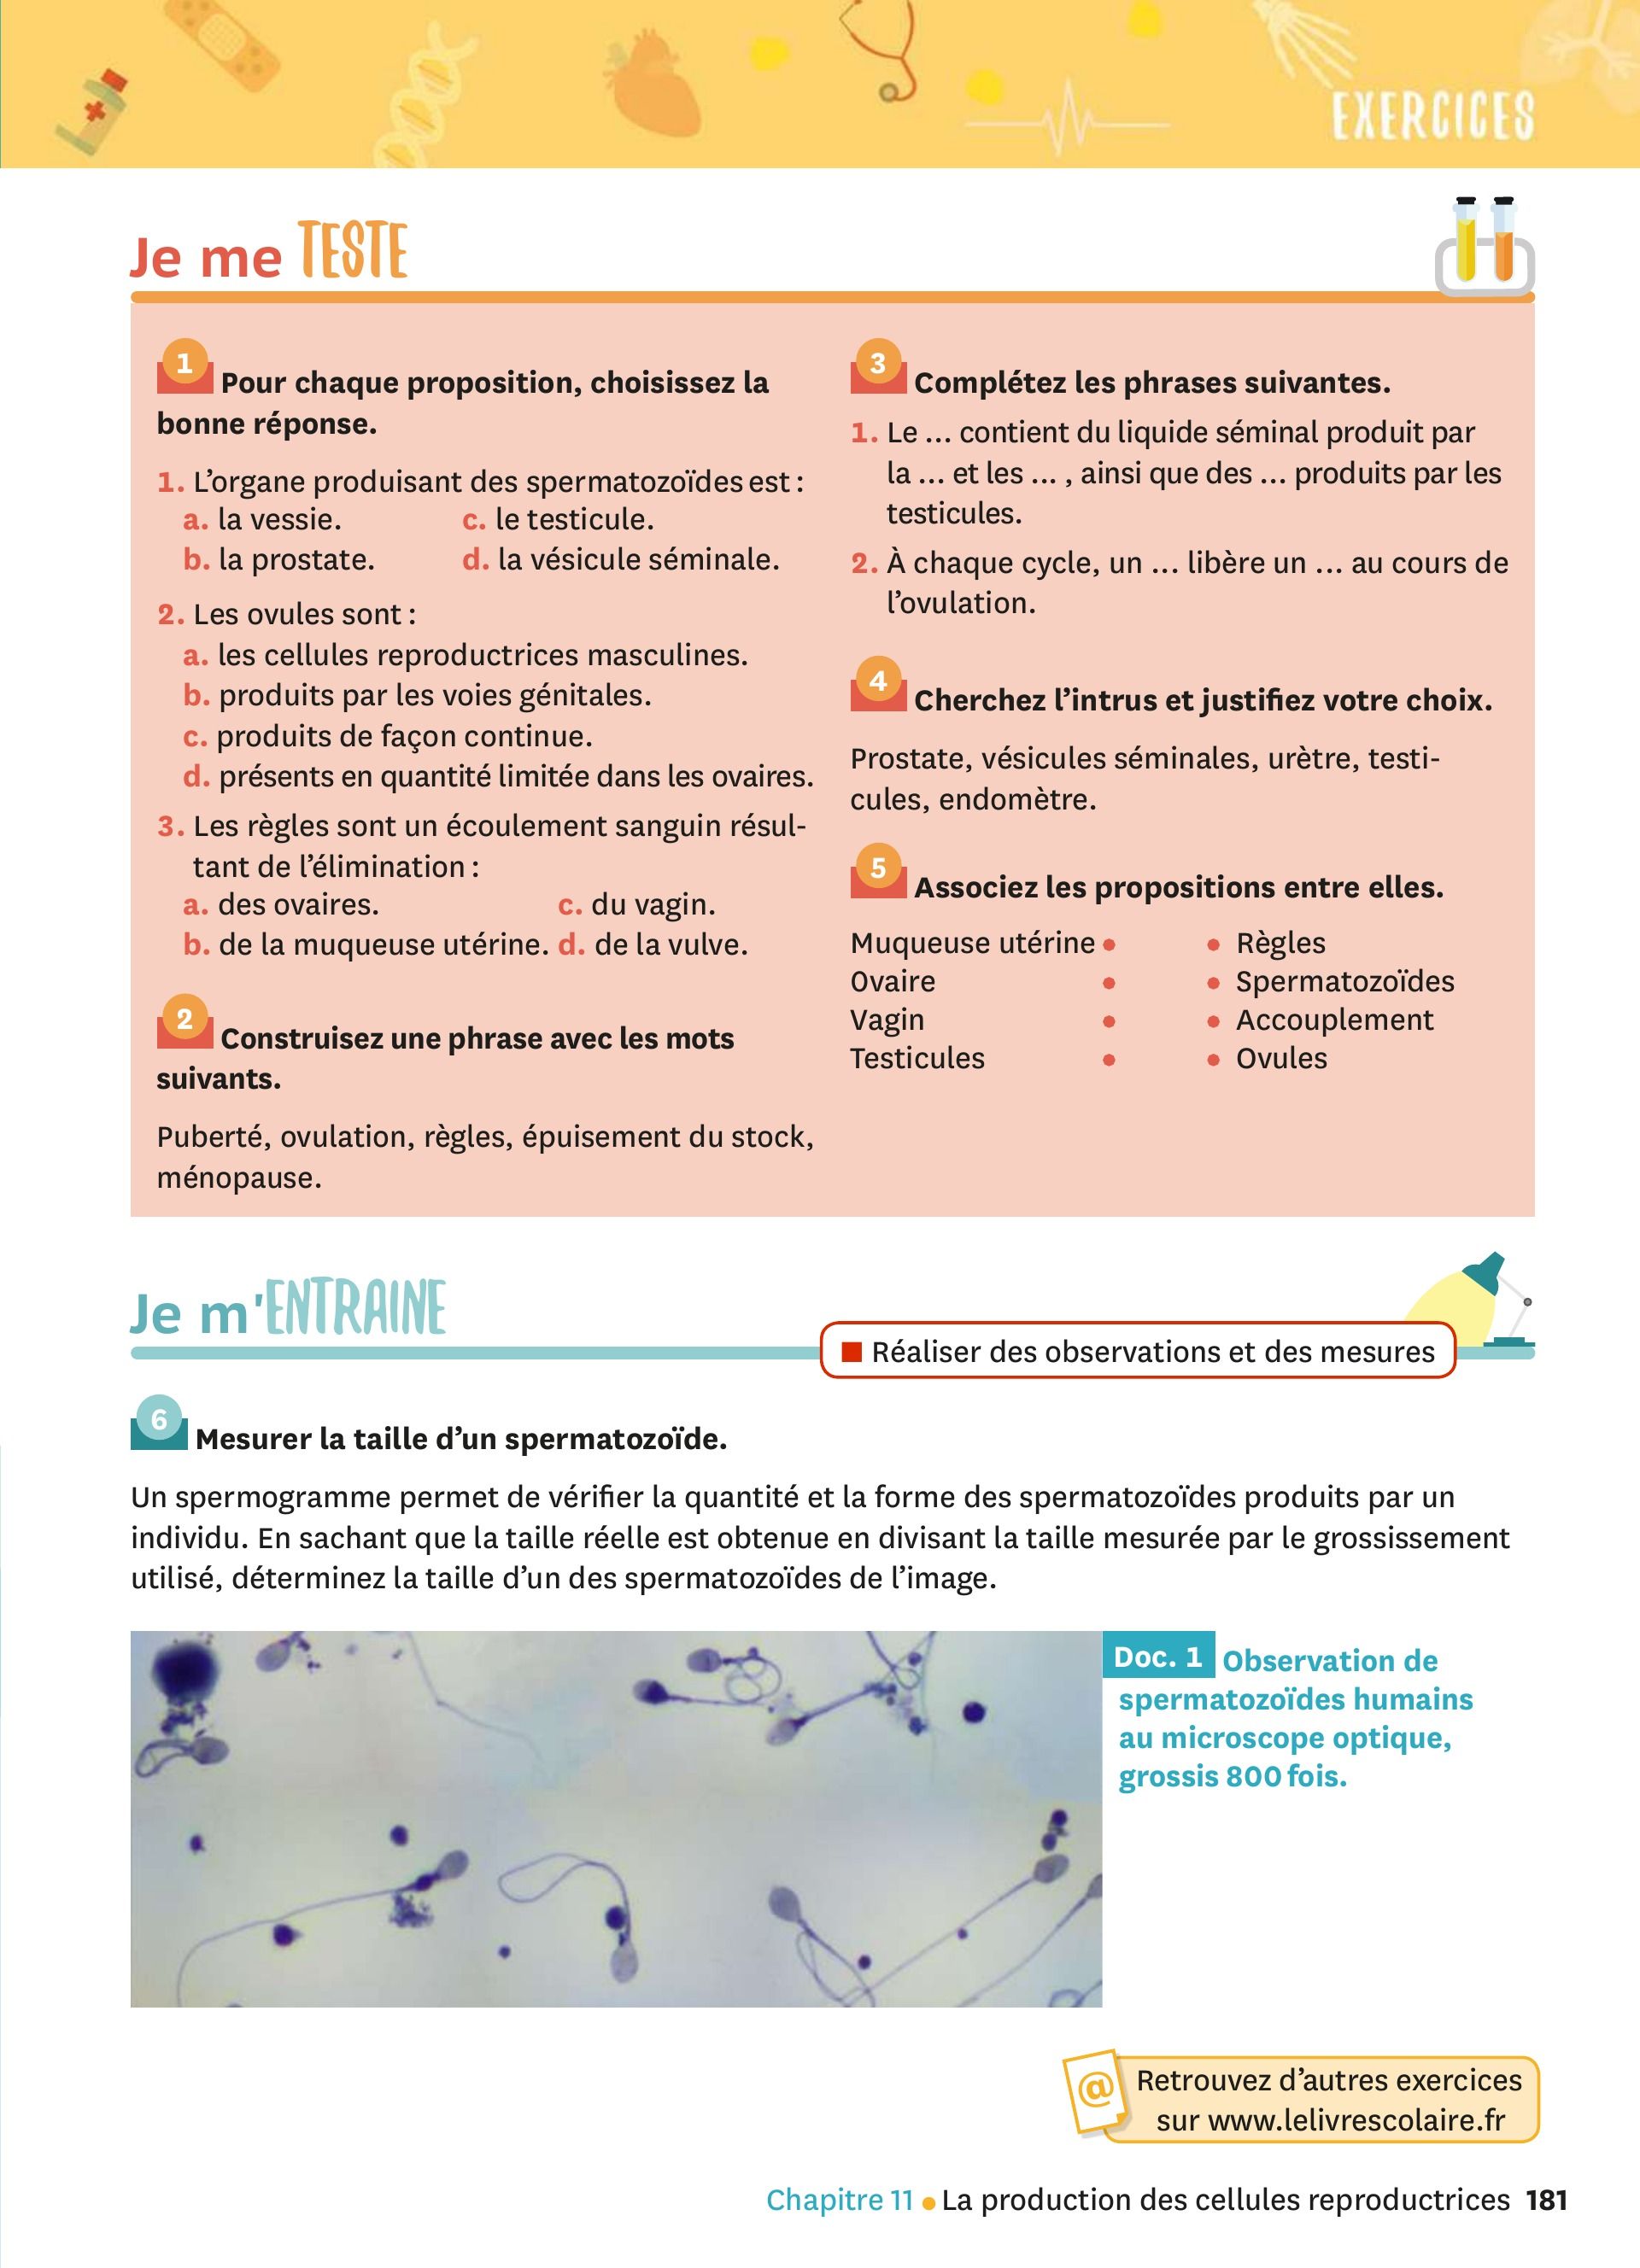 EXERCICES
Je me TESTE
1 Pour chaque proposition, choisissez la
bonne réponse.
1. L'organe produisant des spermatozoïdes est :
a. la vessie. c. le testicule.
b. la prostate. d. la vésicule séminale.
2. Les ovules sont :
a. les cellules reproductrices masculines.
b. produits par les voies génitales.
c. produits de façon continue.
d. présents en quantité limitée dans les ovaires.
3. Les règles sont un écoulement sanguin résul-
tant de l'élimination :
a. des ovaires. c. du vagin.
b. de la muqueuse utérine. d. de la vulve.
2 Construisez une phrase avec les mots
suivants.
Puberté, ovulation, règles, épuisement du stock,
ménopause.
3 Complétez les phrases suivantes.
1. Le ... contient du liquide séminal produit par
la ... et les ... , ainsi que des ... produits par les
testicules.
2. À chaque cycle, un ... libère un ... au cours de
l'ovulation.
4 Cherchez l'intrus et justifiez votre choix.
Prostate, vésicules séminales, urètre, testi-
cules, endomètre.
5 Associez les propositions entre elles.
Muqueuse utérine • • Règles
Ovaire • • Spermatozoïdes
Vagin • • Accouplement
Testicules • • Ovules
Je m'ENTRAINE
■ Réaliser des observations et des mesures
6 Mesurer la taille d'un spermatozoïde.
Un spermogramme permet de vérifier la quantité et la forme des spermatozoïdes produits par un
individu. En sachant que la taille réelle est obtenue en divisant la taille mesurée par le grossissement
utilisé, déterminez la taille d'un des spermatozoïdes de l'image.
Doc. 1 Observation de
spermatozoïdes humains
au microscope optique,
grossis 800 fois.
@ Retrouvez d'autres exercices
sur www.lelivrescolaire.fr
Chapitre 11 • La production des cellules reproductrices 181